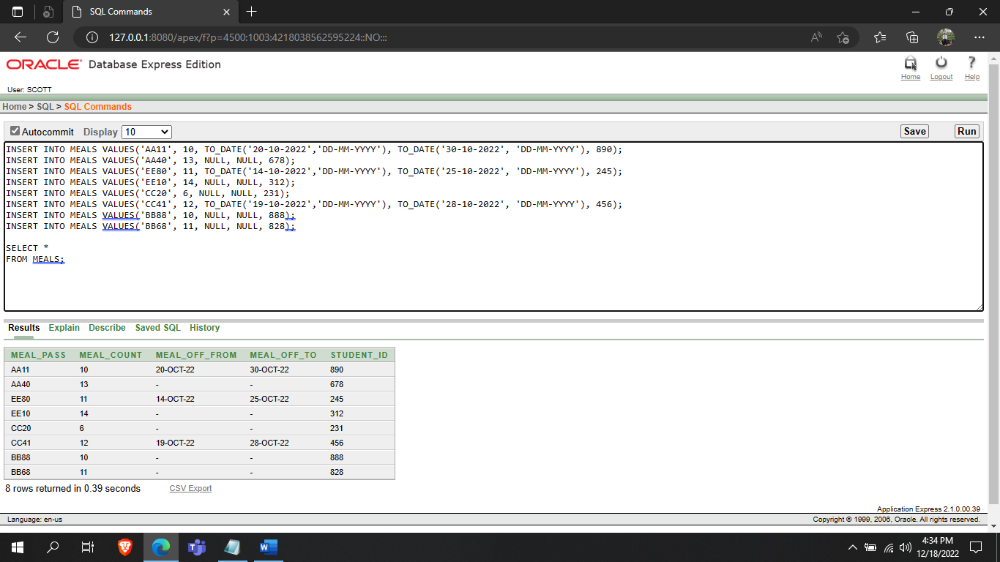 SQL Commands
127.0.0.1:8080/apex/f?p=4500:1003:4218038562595224::NO:::
ORACLE Database Express Edition
Home Logout Help
User: SCOTT
Home > SQL > SQL Commands
Autocommit Display 10 Save Run
INSERT INTO MEALS VALUES('AA11', 10, TO_DATE('20-10-2022','DD-MM-YYYY'), TO_DATE('30-10-2022', 'DD-MM-YYYY'), 890);
INSERT INTO MEALS VALUES('AA40', 13, NULL, NULL, 678);
INSERT INTO MEALS VALUES('EE80', 11, TO_DATE('14-10-2022','DD-MM-YYYY'), TO_DATE('25-10-2022', 'DD-MM-YYYY'), 245);
INSERT INTO MEALS VALUES('EE10', 14, NULL, NULL, 312);
INSERT INTO MEALS VALUES('CC20', 6, NULL, NULL, 231);
INSERT INTO MEALS VALUES('CC41', 12, TO_DATE('19-10-2022','DD-MM-YYYY'), TO_DATE('28-10-2022', 'DD-MM-YYYY'), 456);
INSERT INTO MEALS VALUES('BB88', 10, NULL, NULL, 888);
INSERT INTO MEALS VALUES('BB68', 11, NULL, NULL, 828);
SELECT *
FROM MEALS;
Results Explain Describe Saved SQL History
MEAL_PASS MEAL_COUNT MEAL_OFF_FROM MEAL_OFF_TO STUDENT_ID
AA11 10 20-OCT-22 30-OCT-22 890
AA40 13 - - 678
EE80 11 14-OCT-22 25-OCT-22 245
EE10 14 - - 312
CC20 6 - - 231
CC41 12 19-OCT-22 28-OCT-22 456
BB88 10 - - 888
BB68 11 - - 828
8 rows returned in 0.39 seconds CSV Export
Application Express 2.1.0.00.39
Language: en-us Copyright © 1999, 2006, Oracle. All rights reserved.
4:34 PM
12/18/2022